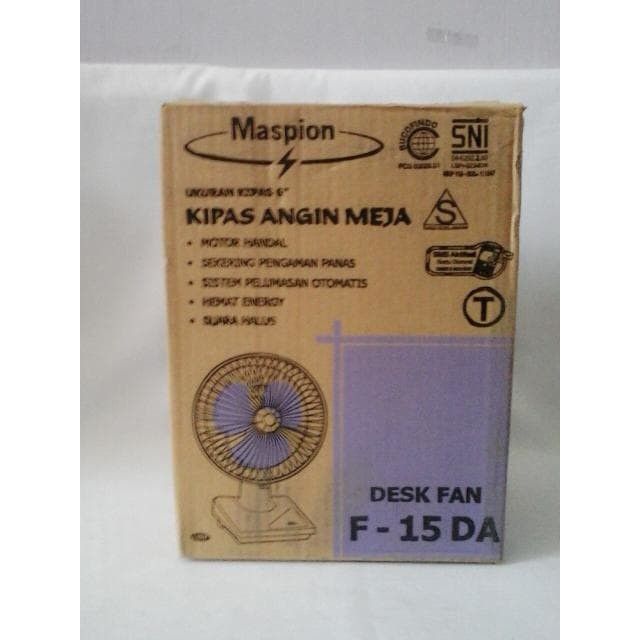 Maspion
SUCOFINDO
SNI
UKURAN KIPAS 6"
KIPAS ANGIN MEJA
S
• MOTOR HANDAL
• SEKERING PENGAMAN PANAS
• SISTEM PELUMASAN OTOMATIS
• HEMAT ENERGY
• SUARA HALUS
T
DESK FAN
F - 15 DA